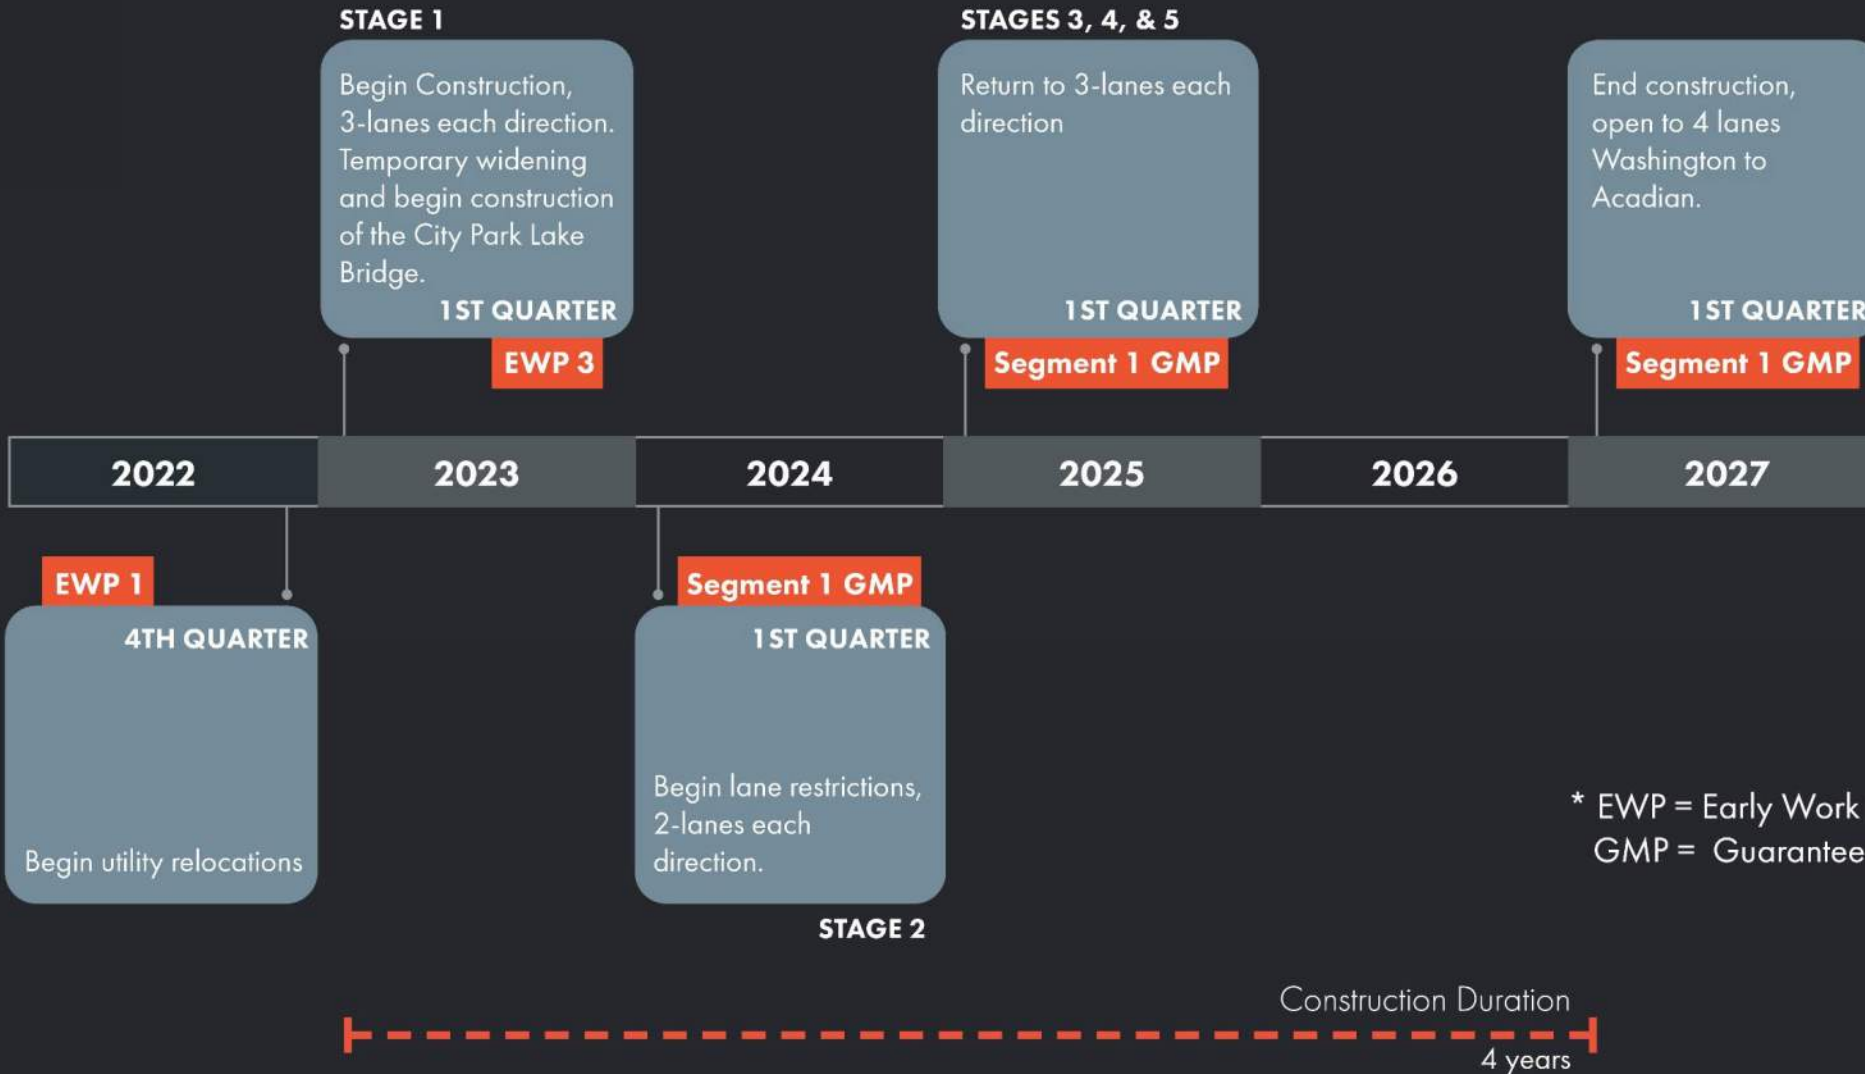 STAGE 1
Begin Construction,
3-lanes each direction.
Temporary widening
and begin construction
of the City Park Lake
Bridge.
1ST QUARTER
EWP 3
STAGES 3, 4, & 5
Return to 3-lanes each
direction
1ST QUARTER
Segment 1 GMP
End construction,
open to 4 lanes
Washington to
Acadian.
1ST QUARTER
Segment 1 GMP
2022
2023
2024
2025
2026
2027
EWP 1
4TH QUARTER
Begin utility relocations
Segment 1 GMP
1ST QUARTER
Begin lane restrictions,
2-lanes each
direction.
STAGE 2
* EWP = Early Work
GMP = Guarantee
Construction Duration
4 years